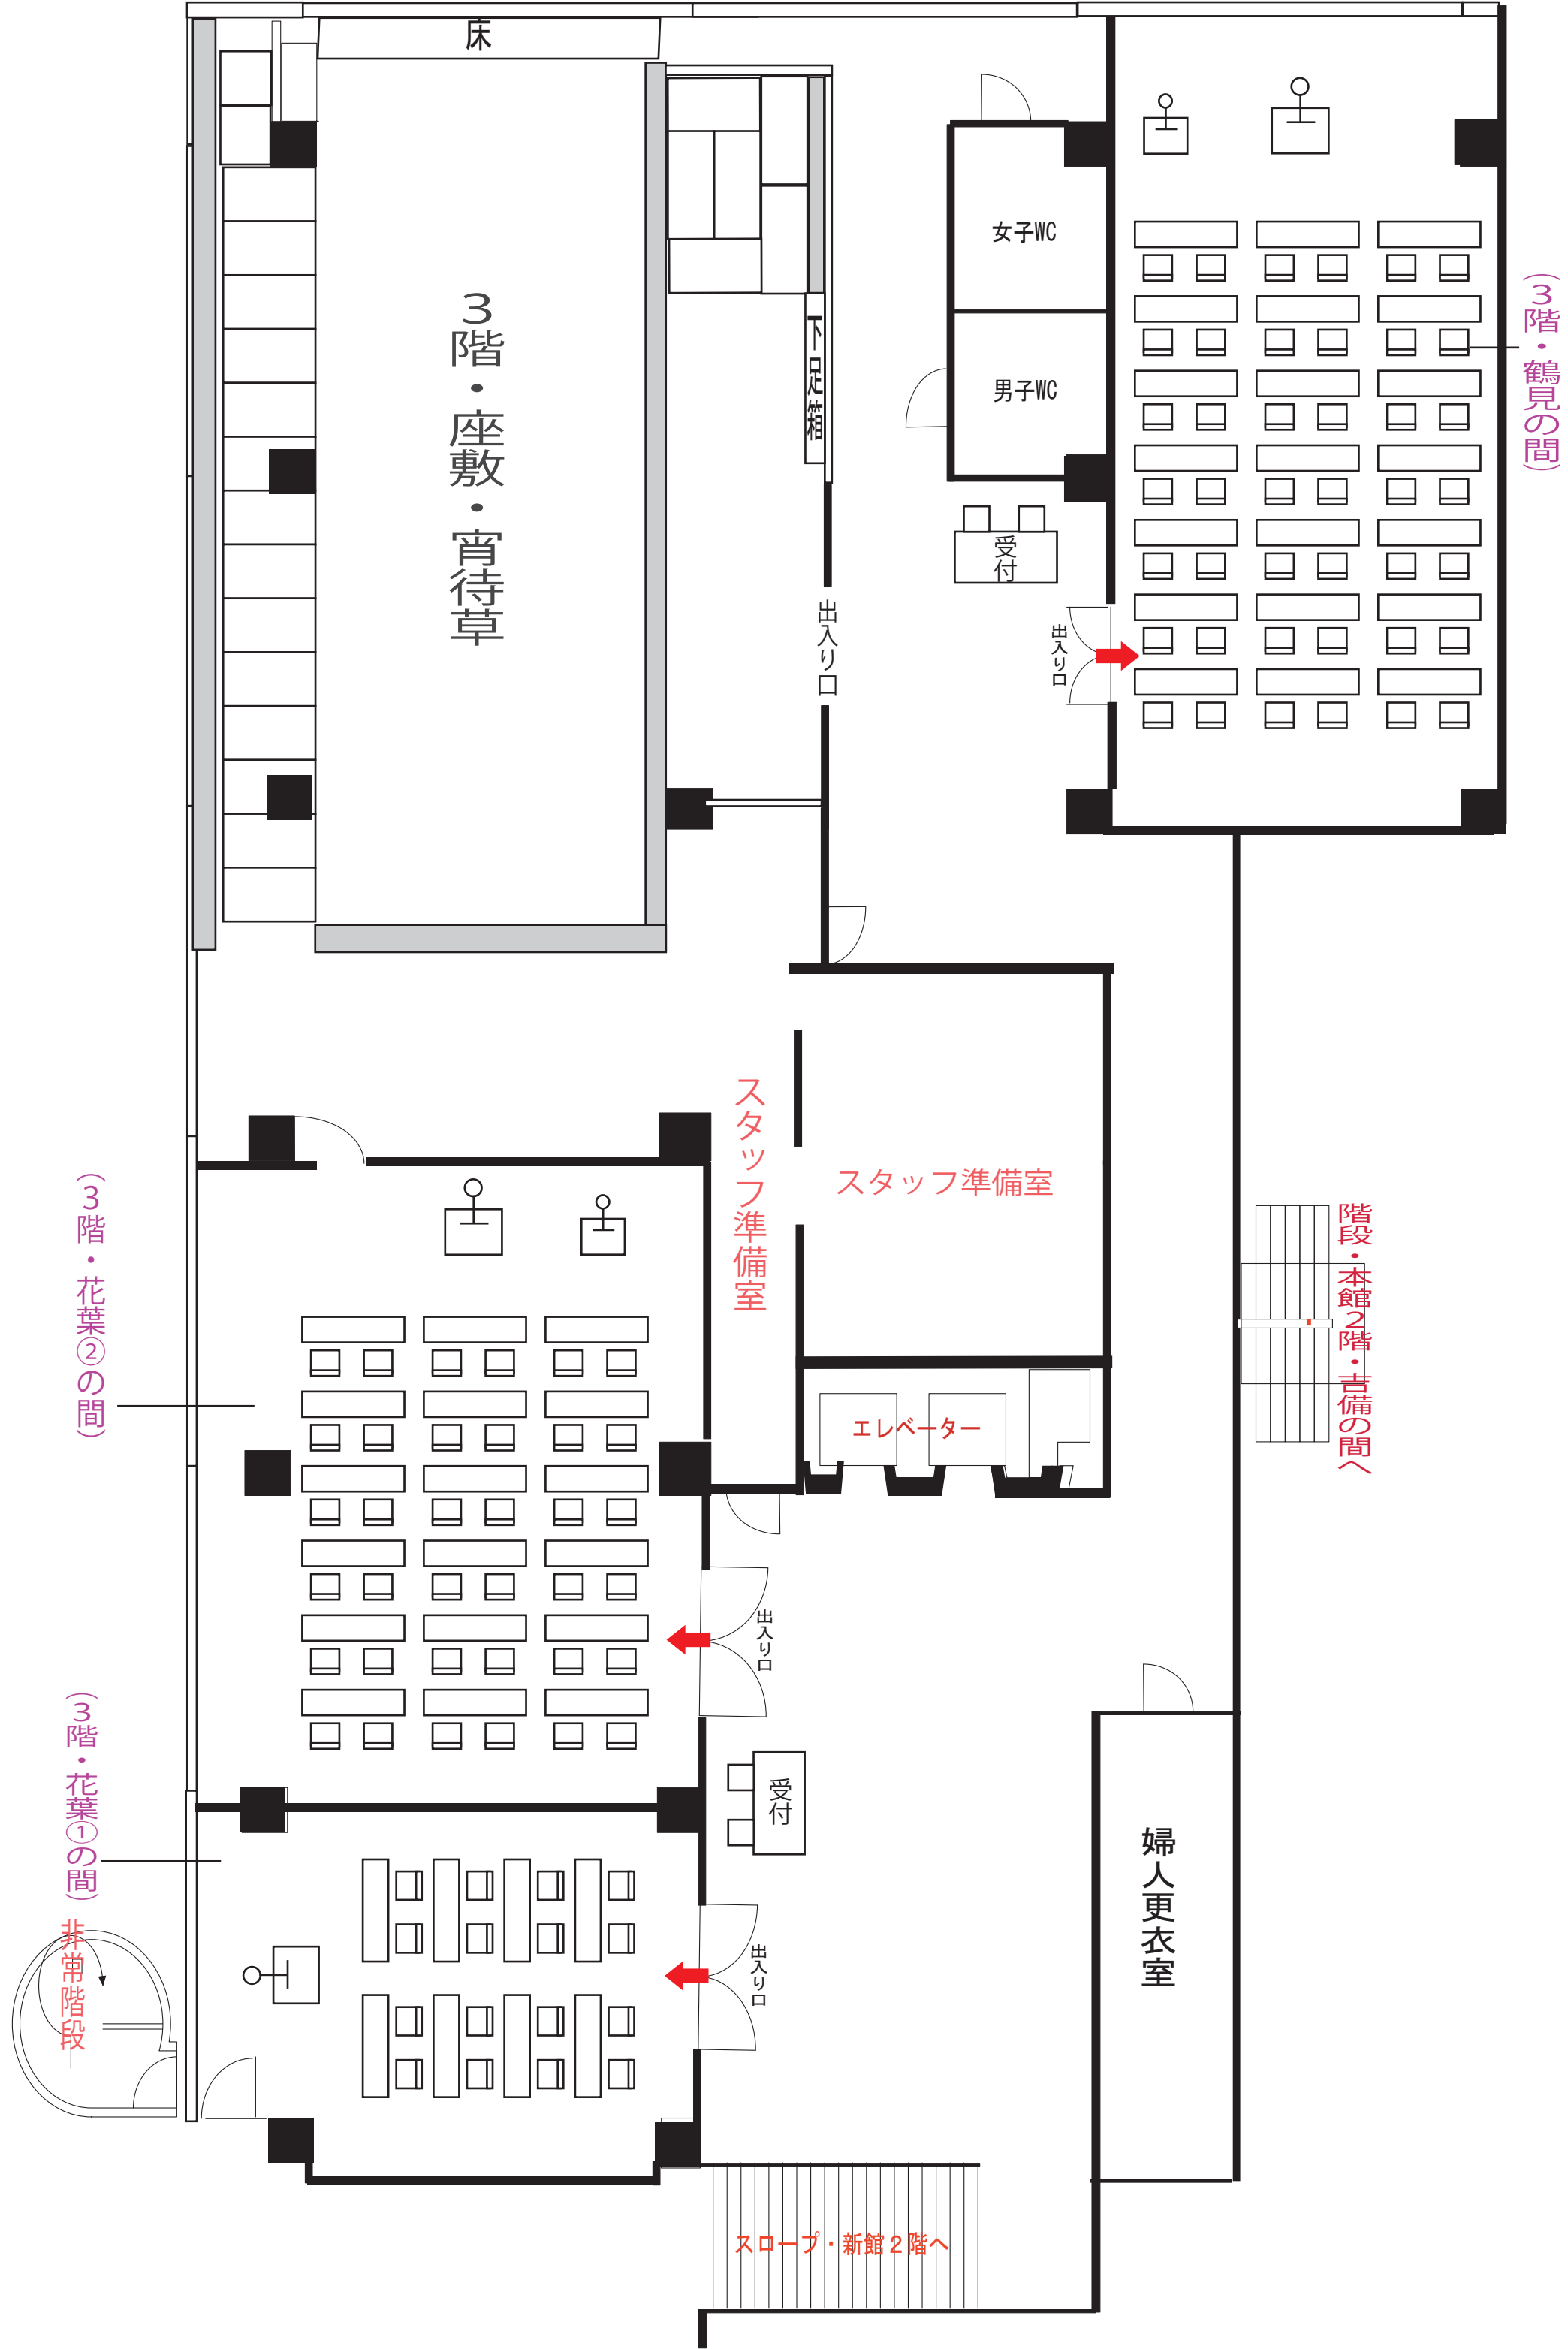 床
3階・座敷・宵待草
下足箱
女子WC
男子WC
(3階・鶴見の間)
受付
出入り口
出入り口
スタッフ準備室
スタッフ準備室
エレベーター
階段・本館2階・吉備の間へ
(3階・花葉②の間)
出入り口
(3階・花葉①の間)
受付
出入り口
非常階段
婦人更衣室
スロープ・新館2階へ